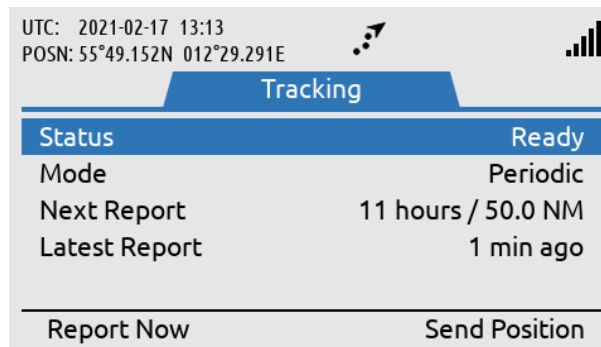 UTC: 2021-02-17 13:13
POSN: 55°49.152N 012°29.291E
Tracking
Status Ready
Mode Periodic
Next Report 11 hours / 50.0 NM
Latest Report 1 min ago
Report Now Send Position